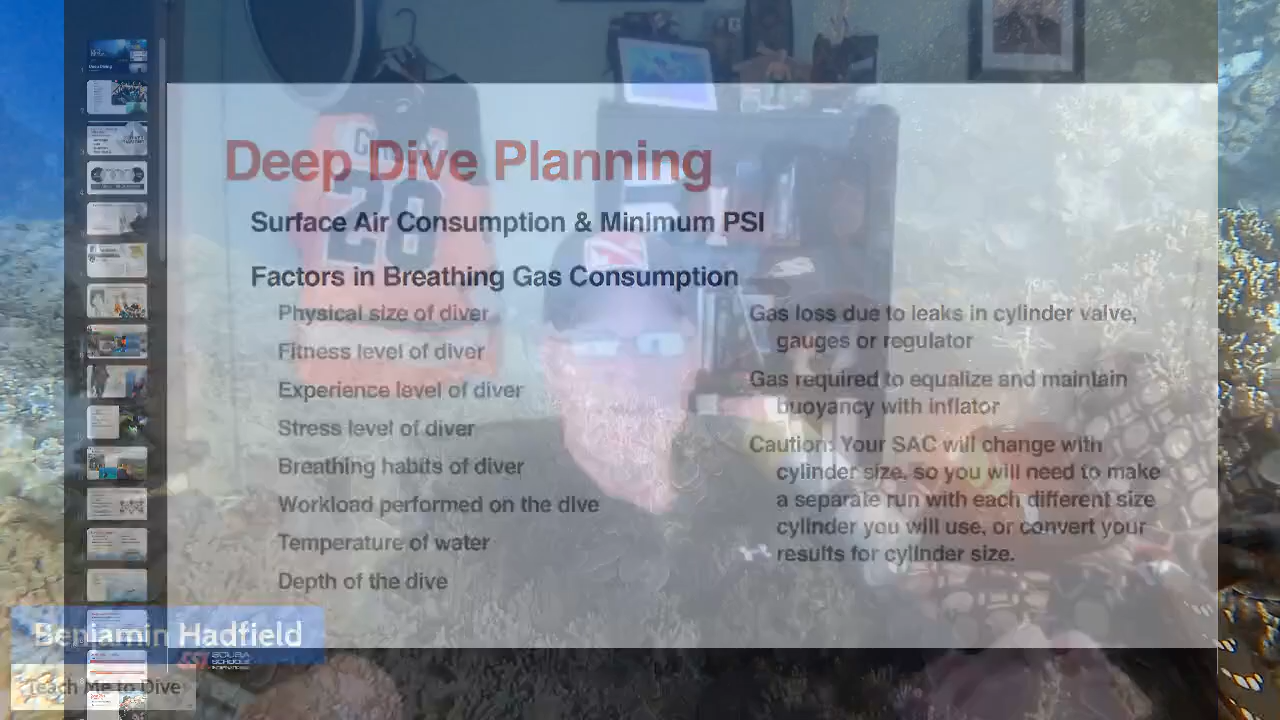 Deep Dive Planning
Surface Air Consumption & Minimum PSI
Factors in Breathing Gas Consumption
Physical size of diver
Fitness level of diver
Experience level of diver
Stress level of diver
Breathing habits of diver
Workload performed on the dive
Temperature of water
Depth of the dive
Gas loss due to leaks in cylinder valve,
gauges or regulator
Gas required to equalize and maintain
buoyancy with inflator
Caution: Your SAC will change with
cylinder size, so you will need to make
a separate run with each different size
cylinder you will use, or convert your
results for cylinder size.
28
Benjamin Hadfield
SSI SCUBA
SCHOOLS
INTERNATIONAL
Teach Me to Dive